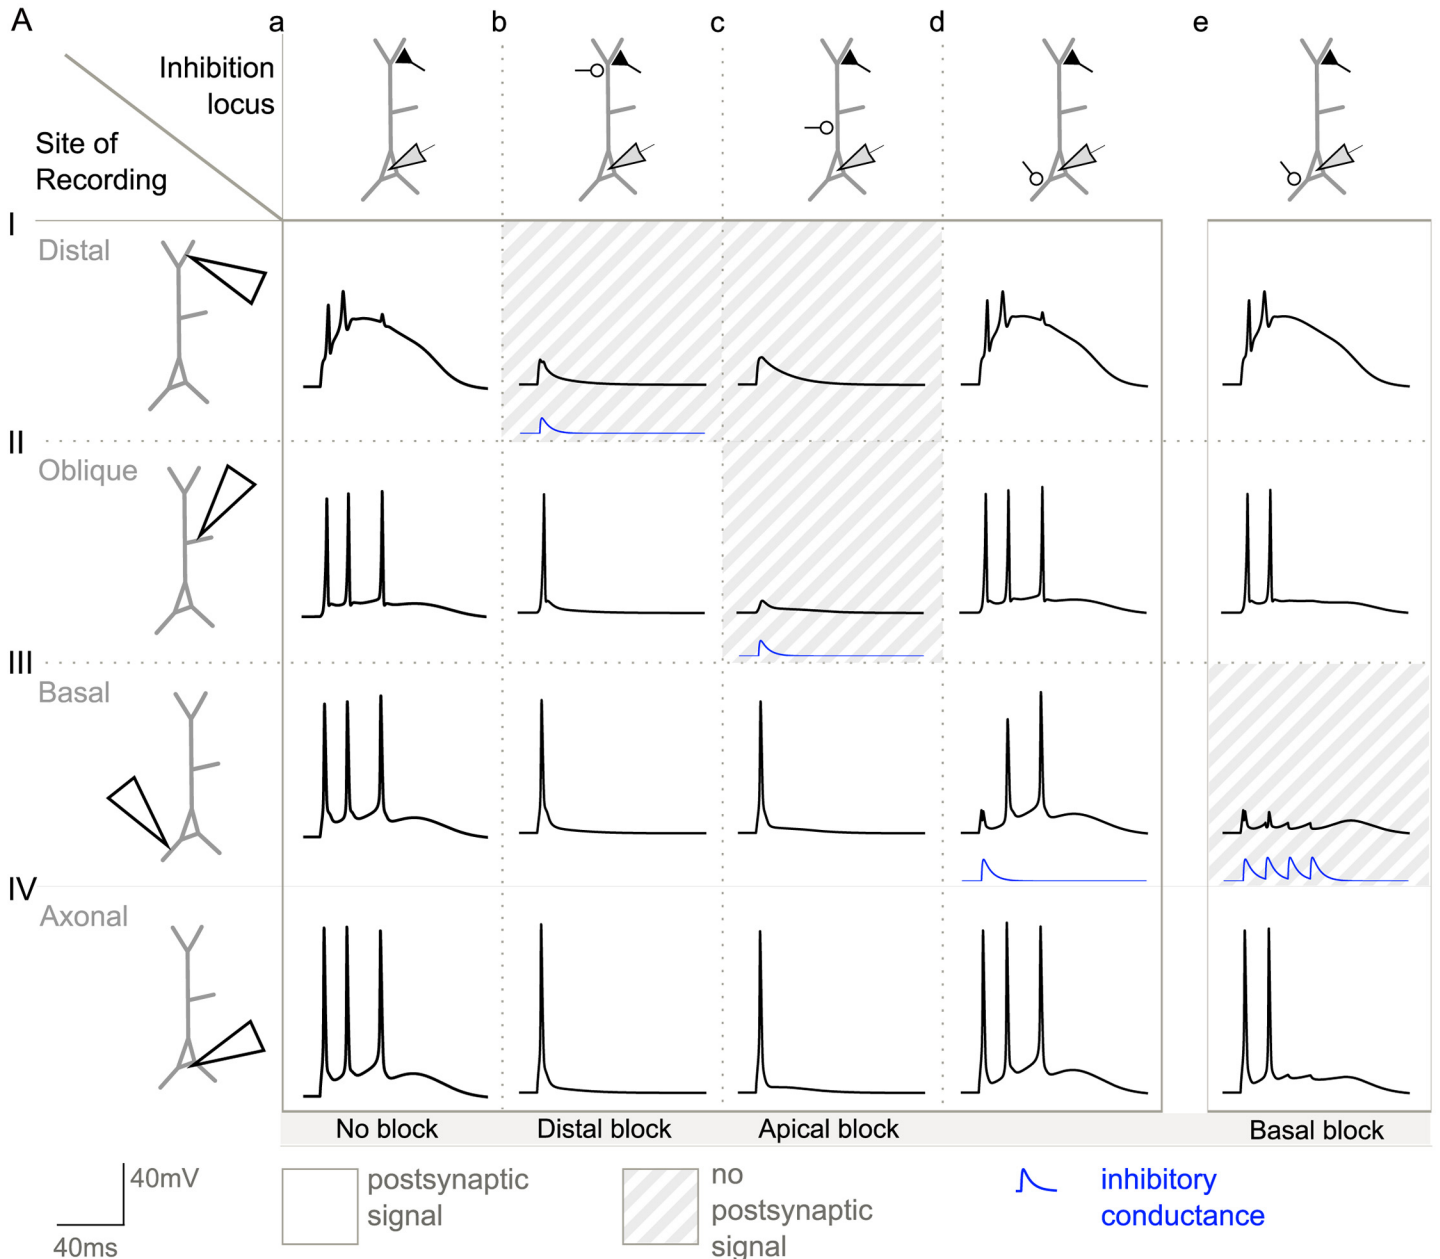 A
a
b
c
d
e
Inhibition
locus
Site of
Recording
I
Distal
II
Oblique
III
Basal
IV
Axonal
No block
Distal block
Apical block
Basal block
40mV
40ms
postsynaptic
signal
no
postsynaptic
signal
inhibitory
conductance